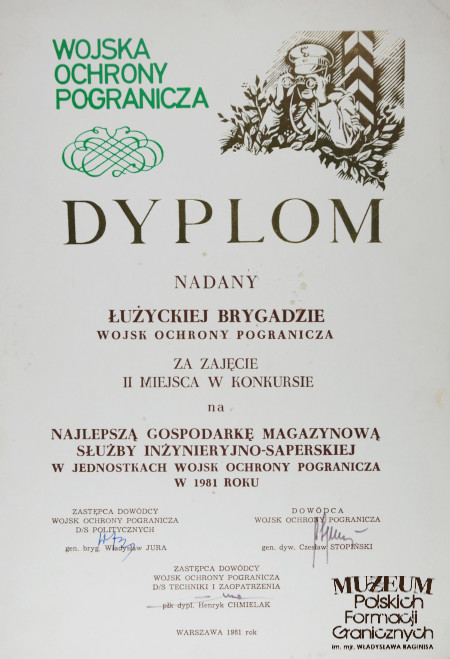 WOJSKA
OCHRONY
POGRANICZA
DYPLOM
NADANY
ŁUŻYCKIEJ BRYGADZIE
WOJSK OCHRONY POGRANICZA
ZA ZAJĘCIE
II MIEJSCA W KONKURSIE
na
NAJLEPSZĄ GOSPODARKĘ MAGAZYNOWĄ
SŁUŻBY INŻYNIERYJNO-SAPERSKIEJ
W JEDNOSTKACH WOJSK OCHRONY POGRANICZA
W 1981 ROKU
ZASTĘPCA DOWÓDCY
WOJSK OCHRONY POGRANICZA
D/S POLITYCZNYCH
gen. bryg. Władysław JURA
DOWÓDCA
WOJSK OCHRONY POGRANICZA
gen. dyw. Czesław STOPIŃSKI
ZASTĘPCA DOWÓDCY
WOJSK OCHRONY POGRANICZA
D/S TECHNIKI I ZAOPATRZENIA
płk dypl. Henryk CHMIELAK
WARSZAWA 1981 rok
MUZEUM
Polskich
Formacji
Granicznych
im. mjr. WŁADYSŁAWA RAGINISA